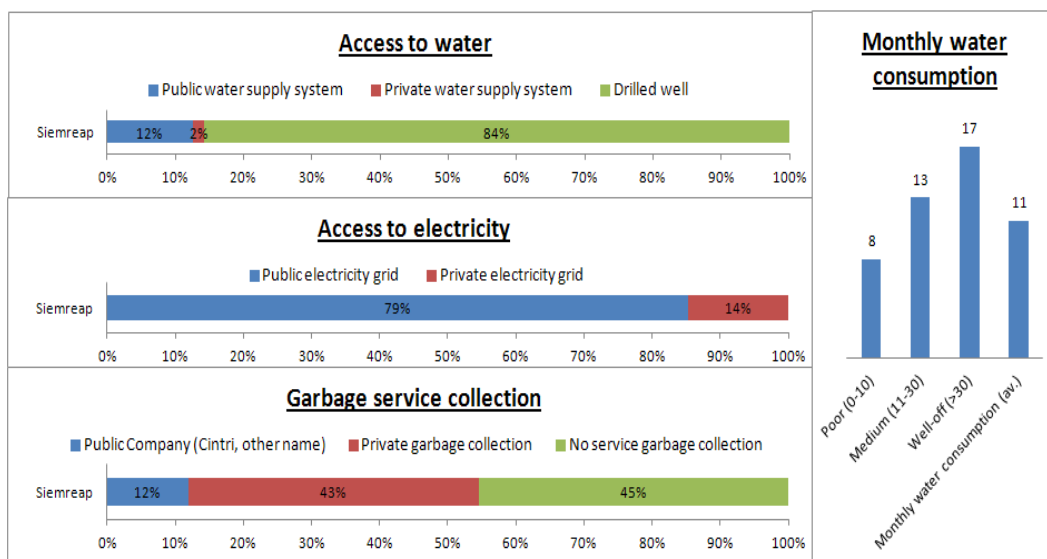 Access to water
Public water supply system Private water supply system Drilled well
Siemreap 12% 2% 84%
0% 10% 20% 30% 40% 50% 60% 70% 80% 90% 100%
Access to electricity
Public electricity grid Private electricity grid
Siemreap 79% 14%
0% 10% 20% 30% 40% 50% 60% 70% 80% 90% 100%
Garbage service collection
Public Company (Cintri, other name) Private garbage collection No service garbage collection
Siemreap 12% 43% 45%
0% 10% 20% 30% 40% 50% 60% 70% 80% 90% 100%
Monthly water
consumption
8 13 17 11
Poor (0-10)
Medium (11-30)
Well-off (>30)
Monthly water consumption (av.)